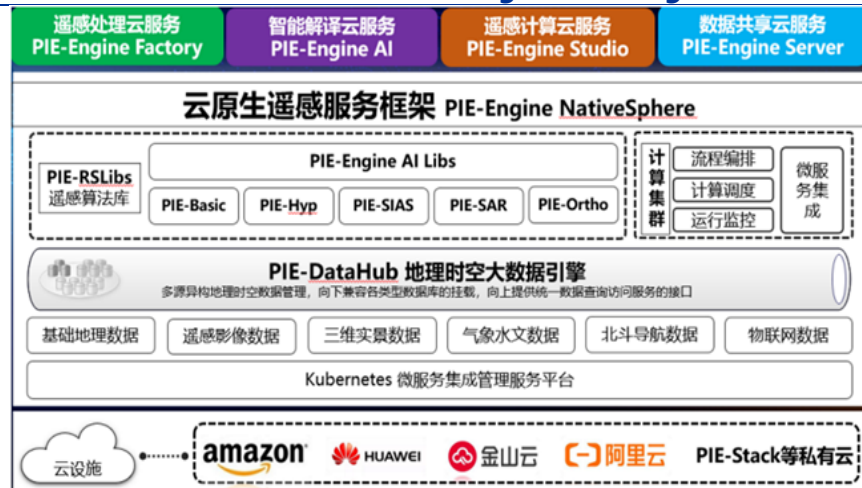 遥感处理云服务
PIE-Engine Factory
智能解译云服务
PIE-Engine AI
遥感计算云服务
PIE-Engine Studio
数据共享云服务
PIE-Engine Server
云原生遥感服务框架 PIE-Engine NativeSphere
PIE-RSLibs
遥感算法库
PIE-Engine AI Libs
PIE-Basic
PIE-Hyp
PIE-SIAS
PIE-SAR
PIE-Ortho
计算集群
流程编排
计算调度
运行监控
微服
务集
成
PIE-DataHub 地理时空大数据引擎
多源异构地理时空数据管理，向下兼容各类型数据库的挂载，向上提供统一数据查询访问服务的接口
基础地理数据
遥感影像数据
三维实景数据
气象水文数据
北斗导航数据
物联网数据
Kubernetes 微服务集成管理服务平台
云设施
amazon
HUAWEI
金山云
阿里云
PIE-Stack等私有云